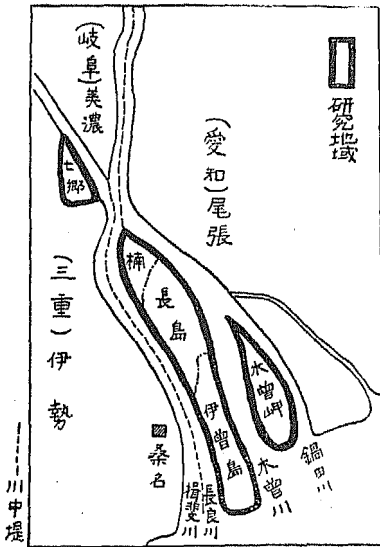 研究地域
(愛知)尾張
(岐阜)美濃
七郷
楠
長島
伊曽島
木曽岬
(三重)伊勢
桑名
揖斐川
長良川
木曽川
鍋田川
川中堤